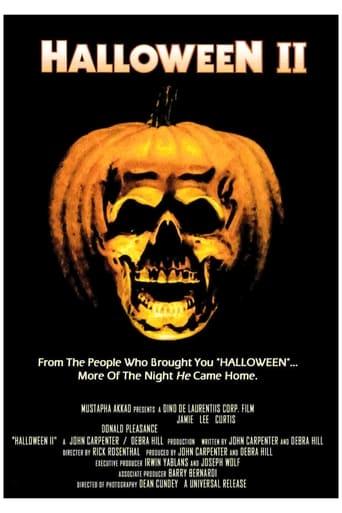 HALLOWEEN II
From The People Who Brought You "HALLOWEEN"...
More Of The Night He Came Home.
MUSTAPHA AKKAD PRESENTS A DINO DE LAURENTIIS CORP. FILM
JAMIE LEE CURTIS
DONALD PLEASANCE
"HALLOWEEN II" A JOHN CARPENTER / DEBRA HILL PRODUCTION WRITTEN BY JOHN CARPENTER AND DEBRA HILL
DIRECTER BY RICK ROSENTHAL PRODUCED BY JOHN CARPENTER AND DEBRA HILL
EXECUTIVE PRODUCER IRWIN YABLANS AND JOSEPH WOLF
ASSOCIATE PRODUCER BARRY BERNARDI
DIRECTED OF PHOTOGRAPHY DEAN CUNDEY A UNIVERSAL RELEASE